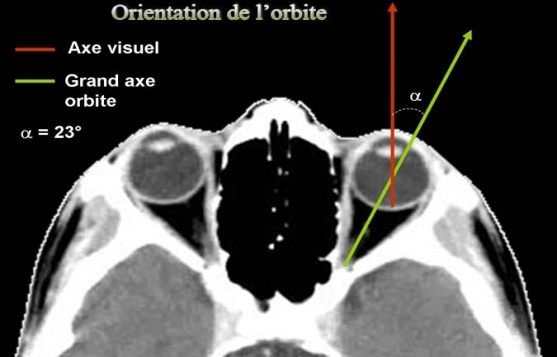 Orientation de l'orbite
Axe visuel
Grand axe
orbite
α = 23°
α